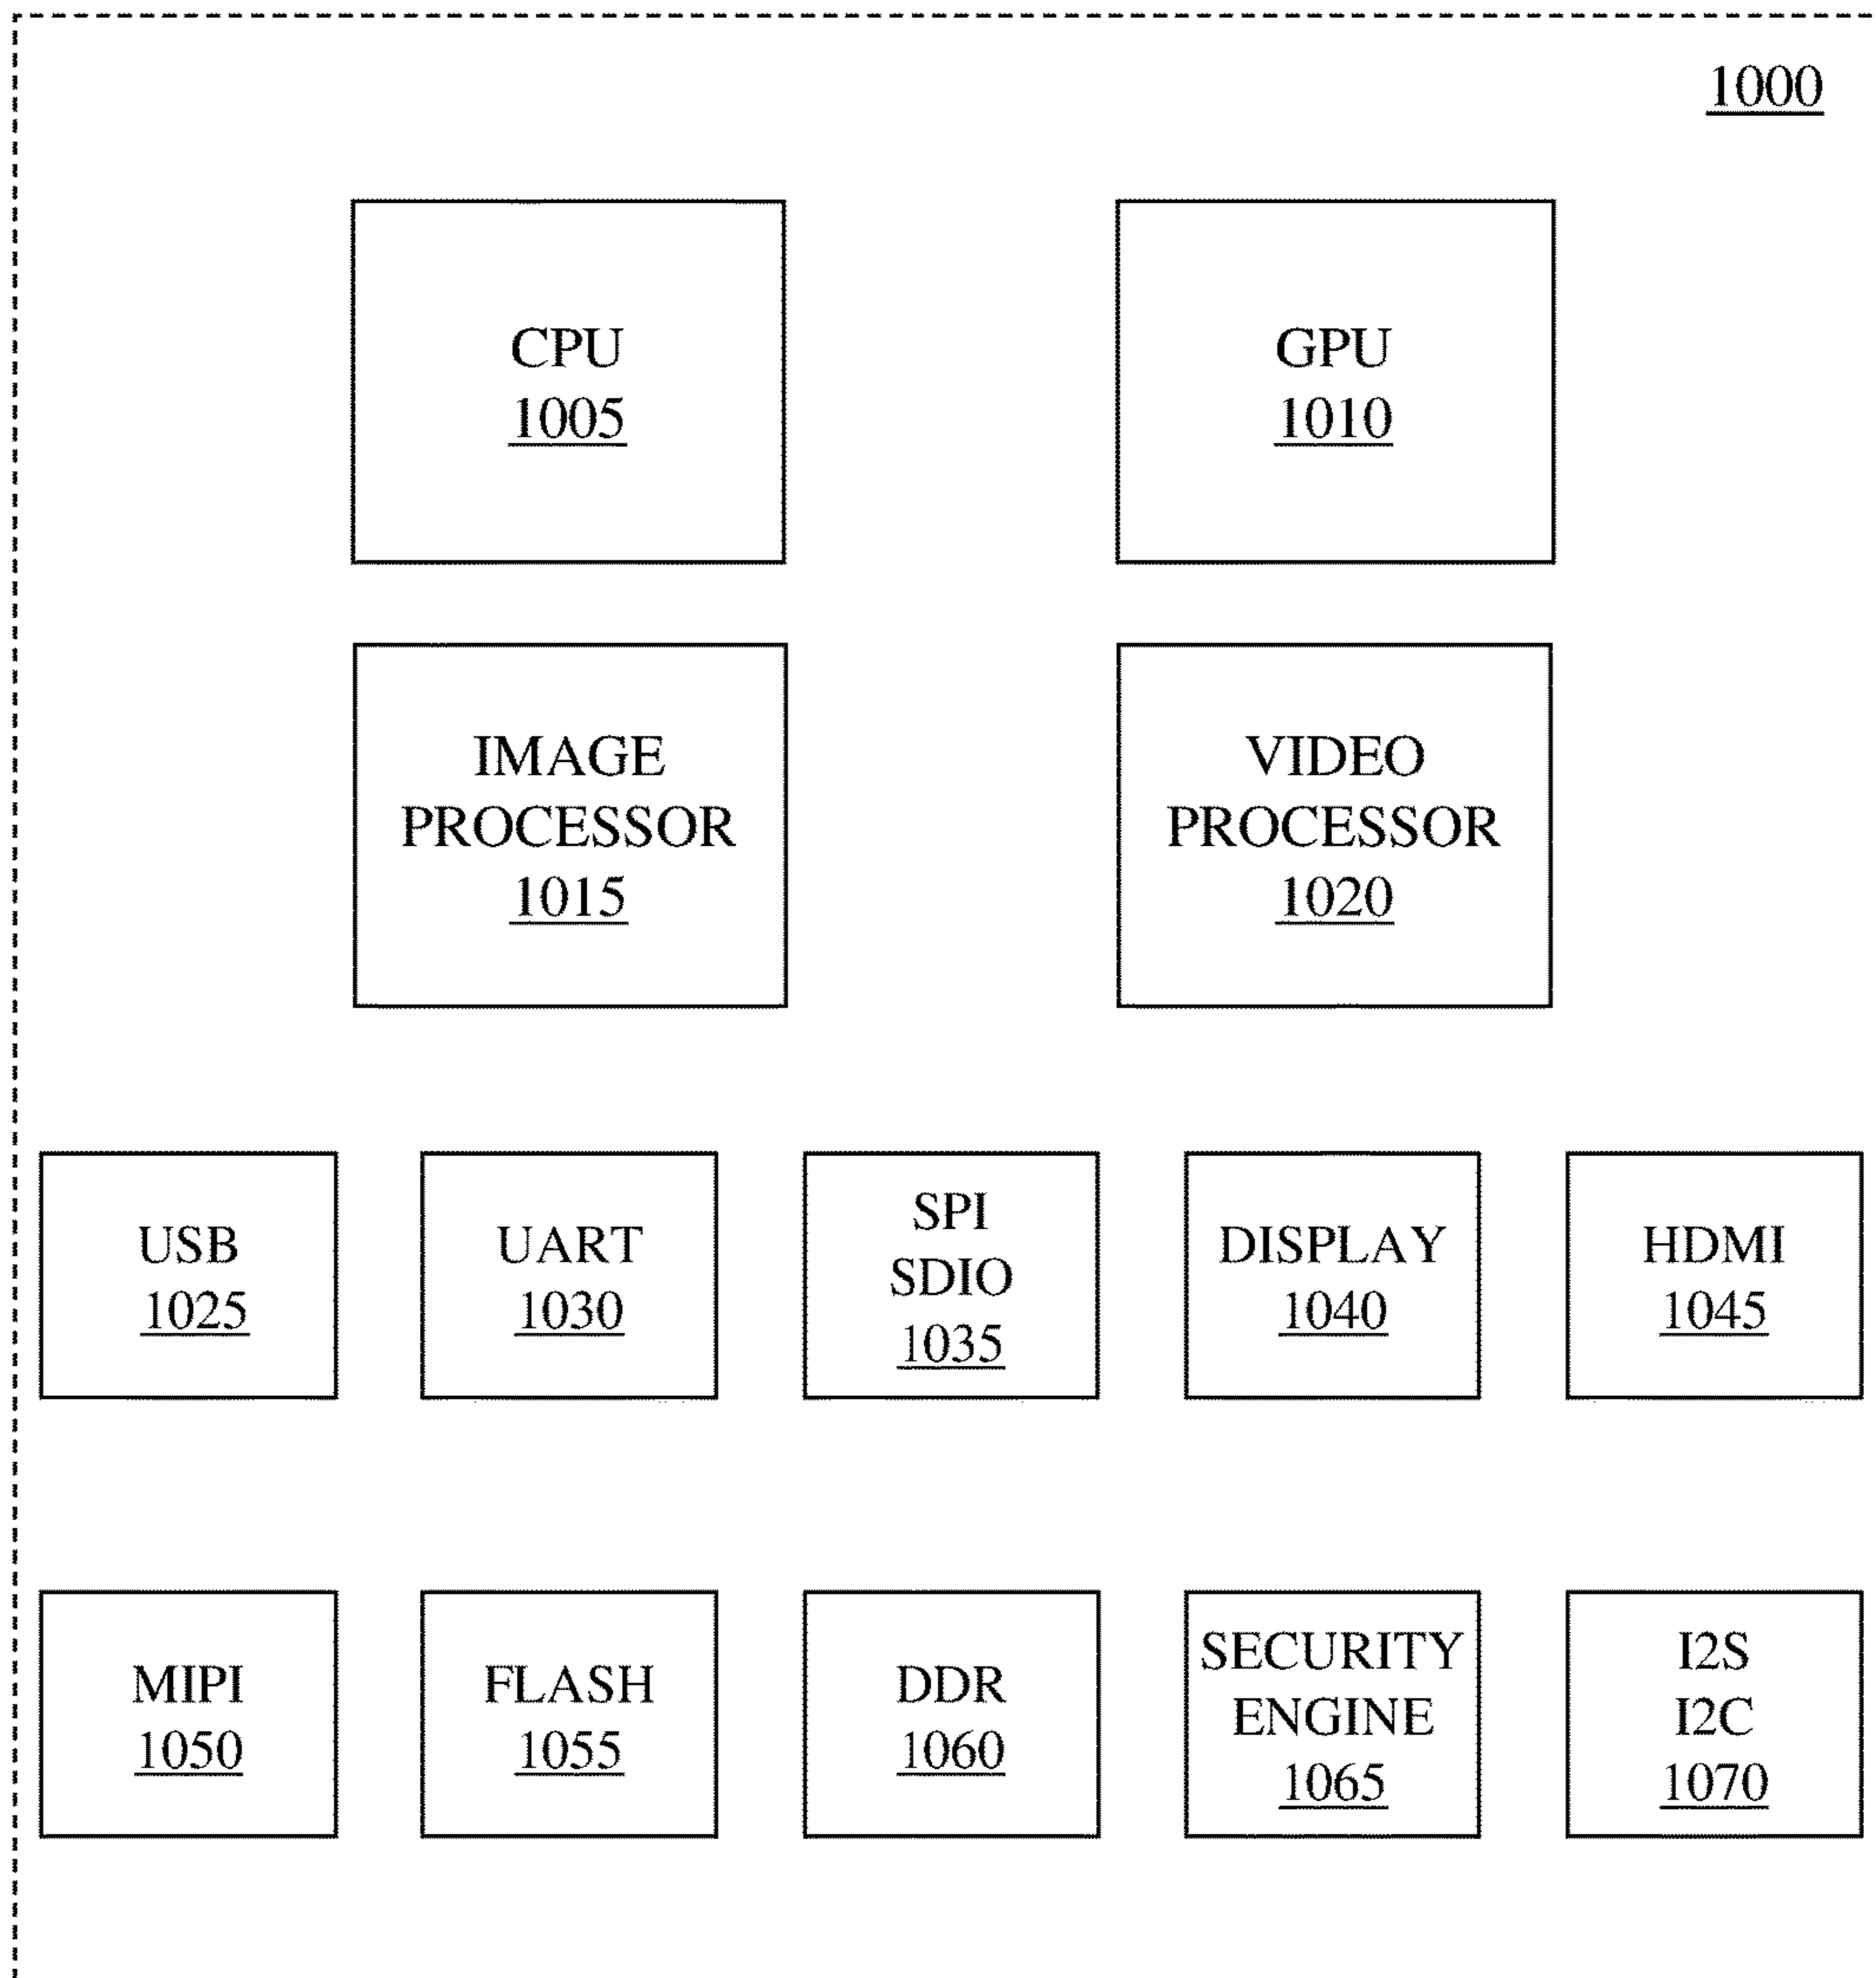 1000
CPU
1005
GPU
1010
IMAGE
PROCESSOR
1015
VIDEO
PROCESSOR
1020
USB
1025
UART
1030
SPI
SDIO
1035
DISPLAY
1040
HDMI
1045
MIPI
1050
FLASH
1055
DDR
1060
SECURITY
ENGINE
1065
I2S
I2C
1070